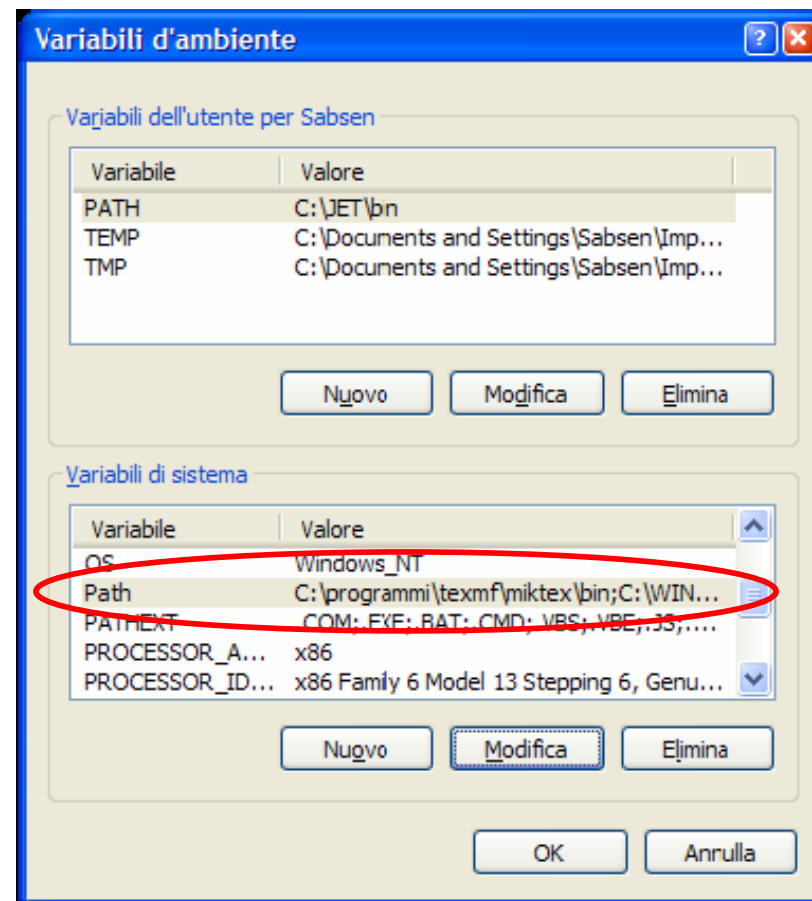 Variabili d'ambiente
Variabili dell'utente per Sabsen
Variabile Valore
PATH C:\JET\bin
TEMP C:\Documents and Settings\Sabsen\Imp...
TMP C:\Documents and Settings\Sabsen\Imp...
Nuovo Modifica Elimina
Variabili di sistema
Variabile Valore
OS Windows_NT
Path C:\programmi\texmf\miktex\bin;C:\WIN...
PATHEXT .COM;.EXE;.BAT;.CMD;.VBS;.VBE;.JS;....
PROCESSOR_A... x86
PROCESSOR_ID... x86 Family 6 Model 13 Stepping 6, Genu...
Nuovo Modifica Elimina
OK Annulla